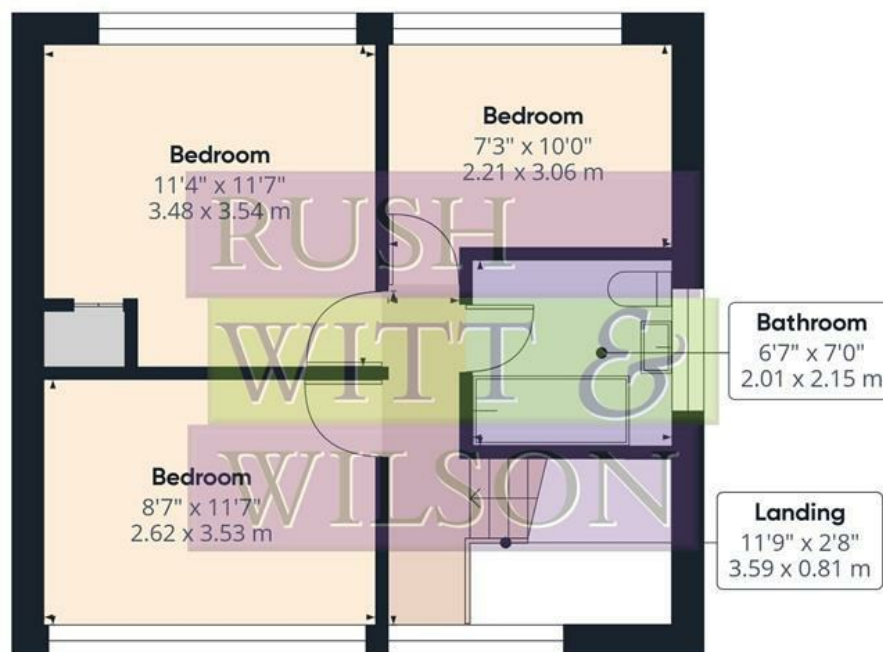 Bedroom
11'4" x 11'7"
3.48 x 3.54 m
Bedroom
7'3" x 10'0"
2.21 x 3.06 m
RUSH
WITT &
WILSON
Bathroom
6'7" x 7'0"
2.01 x 2.15 m
Bedroom
8'7" x 11'7"
2.62 x 3.53 m
Landing
11'9" x 2'8"
3.59 x 0.81 m